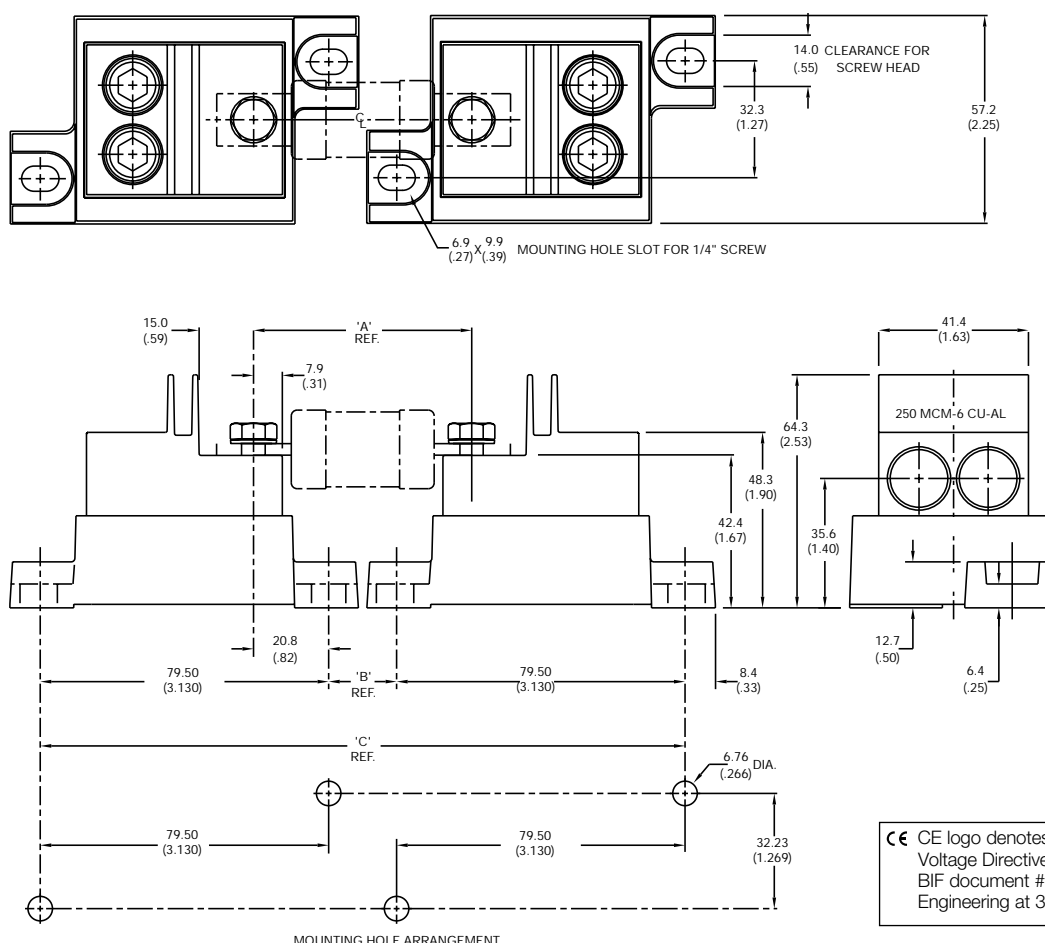 14.0 CLEARANCE FOR
(.55) SCREW HEAD
32.3
(1.27)
57.2
(2.25)
CL
6.9 X 9.9
(.27) (.39)
MOUNTING HOLE SLOT FOR 1/4" SCREW
15.0
(.59)
'A'
REF.
7.9
(.31)
41.4
(1.63)
250 MCM-6 CU-AL
64.3
(2.53)
48.3
(1.90)
42.4
(1.67)
35.6
(1.40)
20.8
(.82)
12.7
(.50)
6.4
(.25)
79.50
(3.130)
'B'
REF.
79.50
(3.130)
8.4
(.33)
'C'
REF.
6.76 DIA.
(.266)
79.50
(3.130)
79.50
(3.130)
32.23
(1.269)
CE CE logo denotes
Voltage Directive
BIF document #
Engineering at 3
MOUNTING HOLE ARRANGEMENT